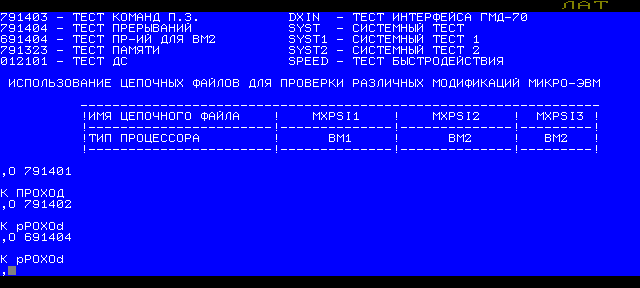 ЛАТ
791403 - ТЕСТ КОМАНД П.З. DXIN - ТЕСТ ИНТЕРФЕЙСА ГМД-70
791404 - ТЕСТ ПРЕРЫВАНИЙ SYST - СИСТЕМНЫЙ ТЕСТ
691404 - ТЕСТ ПР-ИЙ ДЛЯ ВМ2 SYST1 - СИСТЕМНЫЙ ТЕСТ 1
791323 - ТЕСТ ПАМЯТИ SYST2 - СИСТЕМНЫЙ ТЕСТ 2
012101 - ТЕСТ ДС SPEED - ТЕСТ БЫСТРОДЕЙСТВИЯ
ИСПОЛЬЗОВАНИЕ ЦЕПОЧНЫХ ФАЙЛОВ ДЛЯ ПРОВЕРКИ РАЗЛИЧНЫХ МОДИФИКАЦИЙ МИКРО-ЭВМ
!ИМЯ ЦЕПОЧНОГО ФАЙЛА ! MXPSI1 ! MXPSI2 ! MXPSI3 !
!ТИП ПРОЦЕССОРА ! ВМ1 ! ВМ2 ! ВМ2 !
,О 791401
К ПРОХОД
,О 791402
К pPOXOd
,О 691404
К pPOXOd
,